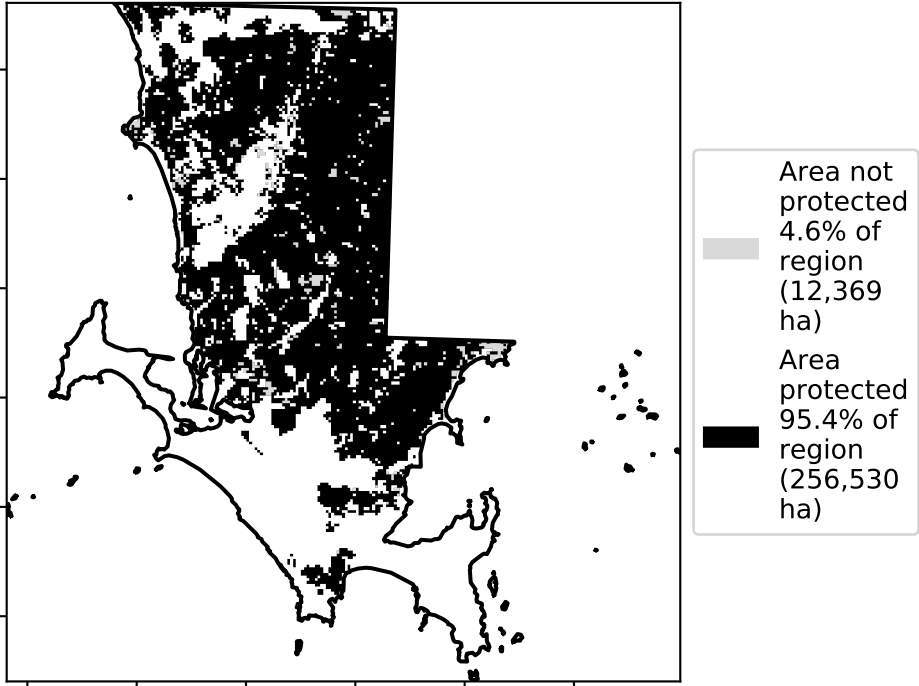 Area not
protected
4.6% of
region
(12,369
ha)
Area
protected
95.4% of
region
(256,530
ha)